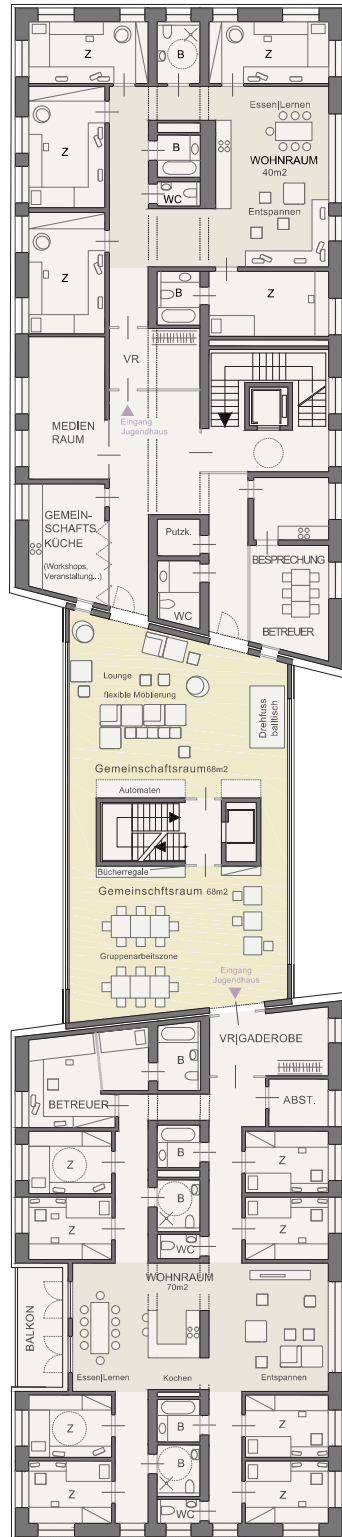 Z
B
Z
Essen|Lernen
Z
B
WOHNRAUM
40m2
WC
Entspannen
Z
B
Z
VR
Eingang
Jugendhaus
MEDIEN
RAUM
GEMEIN-
SCHAFTS
KÜCHE
(Workshops,
Veranstaltung...)
Putzk.
BESPRECHUNG
WC
BETREUER
Lounge
flexible Möblierung
Drehfuss
balltisch
Gemeinschaftsraum 68m2
Automaten
Bücherregale
Gemeinschftsraum 68m2
Gruppenarbeitszone
Eingang
Jugendhaus
VR|GADEROBE
B
BETREUER
ABST.
B
Z
Z
B
Z
Z
WC
WOHNRAUM
70m2
BALKON
Essen|Lernen
Kochen
Entspannen
Z
B
Z
B
Z
Z
WC